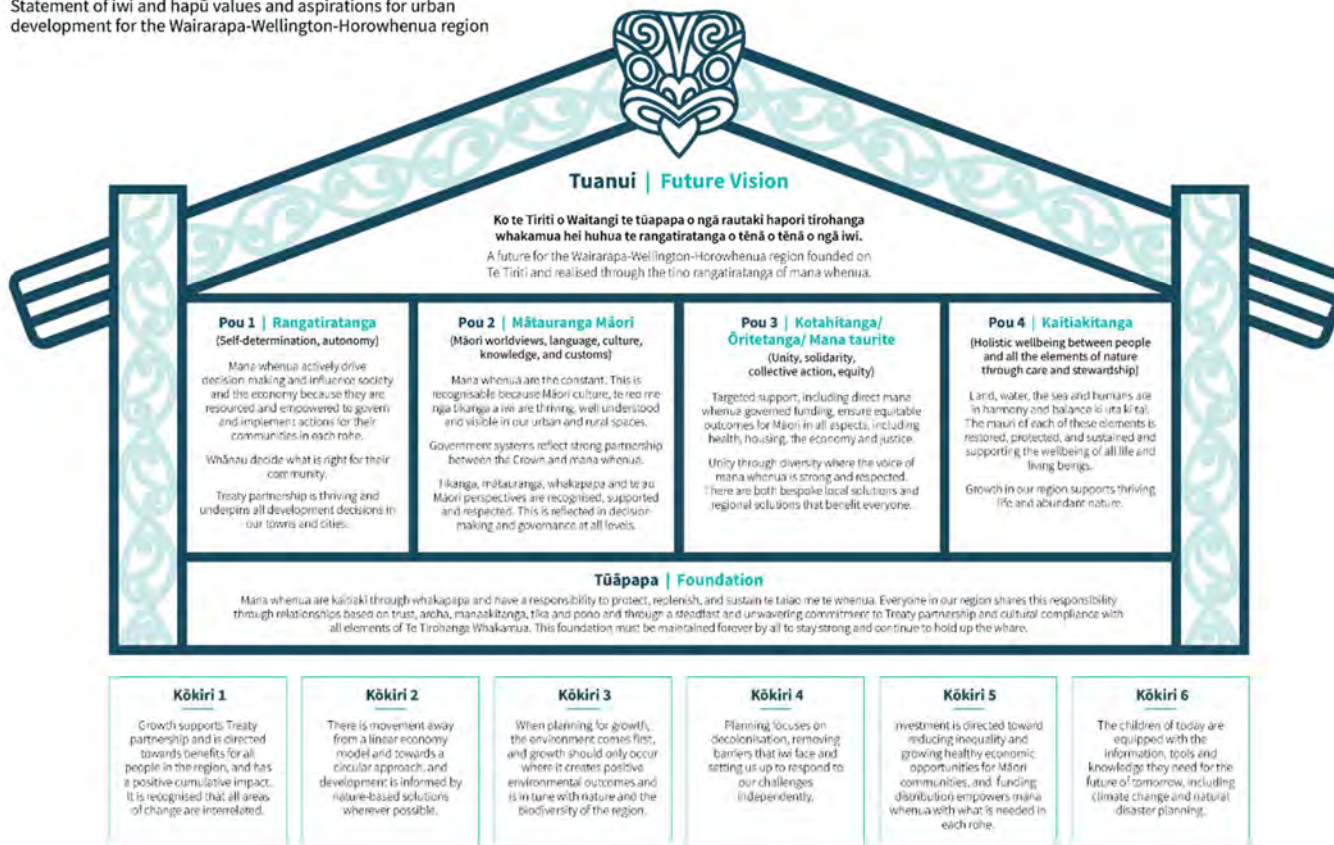 Statement of iwi and hapū values and aspirations for urban
development for the Wairarapa-Wellington-Horowhenua region
Tuanui | Future Vision
Ko te Tiriti o Waitangi te tūapapa o ngā rautaki hapori tirohanga
whakamua hei huhua te rangatiratanga o tēnā o tēnā o ngā iwi.
A future for the Wairarapa-Wellington-Horowhenua region founded on
Te Tiriti and realised through the tino rangatiratanga of mana whenua.
Pou 1 | Rangatiratanga
(Self-determination, autonomy)
Mana whenua actively drive
decision making and influence society
and the economy because they are
resourced and empowered to govern
and implement actions for their
communities in each rohe.
Whānau decide what is right for their
community.
Treaty partnership is thriving and
underpins all development decisions in
our towns and cities.
Pou 2 | Mātauranga Māori
(Māori worldviews, language, culture,
knowledge, and customs)
Mana whenua are the constant. This is
recognisable because Māori culture, te reo me
nga tikanga a iwi are thriving, well understood
and visible in our urban and rural spaces.
Government systems reflect strong partnership
between the Crown and mana whenua.
Tikanga, mātauranga, whakapapa and te ao
Māori perspectives are recognised, supported
and respected. This is reflected in decision
making and governance at all levels.
Pou 3 | Kotahitanga/
Ōritetanga/ Mana taurite
(Unity, solidarity,
collective action, equity)
Targeted support, including direct mana
whenua governed funding, ensure equitable
outcomes for Māori in all aspects, including
health, housing, the economy and justice.
Unity through diversity where the voice of
mana whenua is strong and respected.
There are both bespoke local solutions and
regional solutions that benefit everyone.
Pou 4 | Kaitiakitanga
(Holistic wellbeing between people
and all the elements of nature
through care and stewardship)
Land, water, the sea and humans are
in harmony and balance ki uta ki tai.
The mauri of each of these elements is
restored, protected, and sustained and
supporting the wellbeing of all life and
living beings.
Growth in our region supports thriving
life and abundant nature.
Tūāpapa | Foundation
Mana whenua are kaitiaki through whakapapa and have a responsibility to protect, replenish, and sustain te taiao me te whenua. Everyone in our region shares this responsibility
through relationships based on trust, aroha, manaakitanga, tika and pono and through a steadfast and unwavering commitment to Treaty partnership and cultural compliance with
all elements of Te Tirohanga Whakamua. This foundation must be maintained forever by all to stay strong and continue to hold up the whare.
Kōkiri 1
Growth supports Treaty
partnership and is directed
towards benefits for all
people in the region, and has
a positive cumulative impact.
It is recognised that all areas
of change are interrelated.
Kōkiri 2
There is movement away
from a linear economy
model and towards a
circular approach, and
development is informed by
nature-based solutions
wherever possible.
Kōkiri 3
When planning for growth,
the environment comes first,
and growth should only occur
where it creates positive
environmental outcomes and
is in tune with nature and the
biodiversity of the region.
Kōkiri 4
Planning focuses on
decolonisation, removing
barriers that iwi face and
setting us up to respond to
our challenges
independently.
Kōkiri 5
nvestment is directed toward
reducing inequality and
growing healthy economic
opportunities for Māori
communities, and funding
distribution empowers mana
whenua with what is needed in
each rohe.
Kōkiri 6
The children of today are
equipped with the
information, tools and
knowledge they need for the
future of tomorrow, including
climate change and natural
disaster planning.